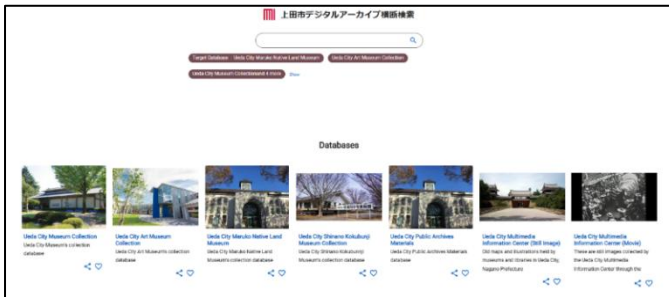 上田市デジタルアーカイブ横断検索
Target Database : Ueda City Maruko Native Land Museum
Ueda City Art Museum Collection
Ueda City Museum Collectionand 4 more
Show
Databases
Ueda City Museum Collection
Ueda City Museum's collection
database
Ueda City Art Museum
Collection
Ueda City Art Museum's collection
database
Ueda City Maruko Native Land
Museum
Ueda City Maruko Native Land
Museum's collection database
Ueda City Shinano Kokubunji
Museum Collection
Ueda City Shinano Kokubunji
Museum's collection database
Ueda City Public Archives
Materials
Ueda City Public Archives Materials
database
Ueda City Multimedia
Information Center (Still Image)
Old maps and illustrations held by
museums and libraries in Ueda City,
Nagano Prefecture
Ueda City Multimedia
Information Center (Movie)
These are still images collected by
the Ueda City Multimedia
Information Center through the